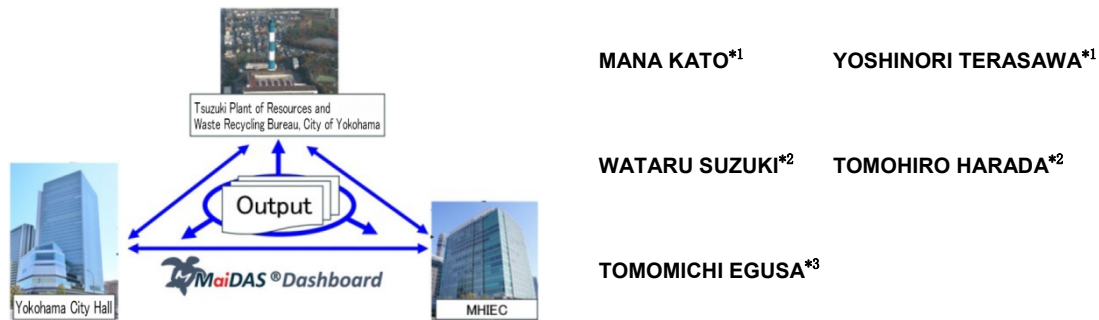 Tsuzuki Plant of Resources and
Waste Recycling Bureau, City of Yokohama
Output
MaiDAS ® Dashboard
Yokohama City Hall
MHIEC
MANA KATO*1 YOSHINORI TERASAWA*1
WATARU SUZUKI*2 TOMOHIRO HARADA*2
TOMOMICHI EGUSA*3